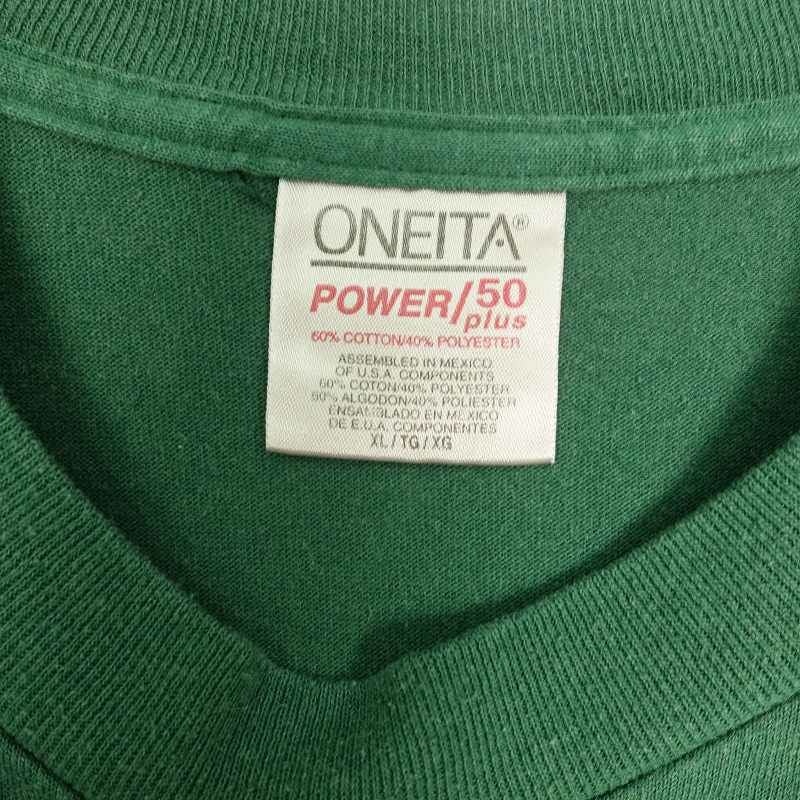 ONEITA®
POWER/50
plus
60% COTTON/40% POLYESTER
ASSEMBLED IN MEXICO
OF U.S.A. COMPONENTS
60% COTON/40% POLYESTER
60% ALGODON/40% POLIESTER
ENSAMBLADO EN MEXICO
DE E.U.A. COMPONENTES
XL/TG/XG